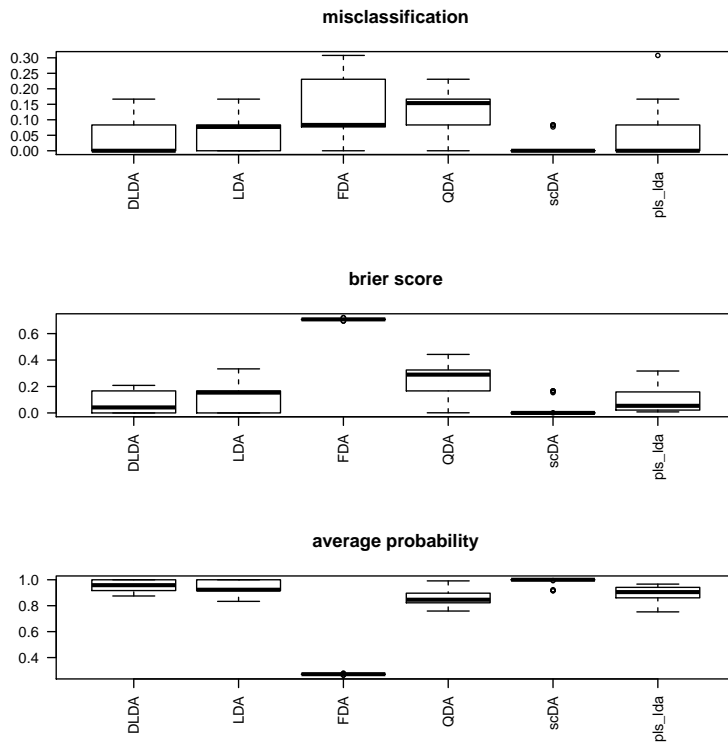 misclassification
0.30
0.25
0.20
0.15
0.10
0.05
0.00
DLDA
LDA
FDA
QDA
scDA
pls_lda
brier score
0.6
0.4
0.2
0.0
DLDA
LDA
FDA
QDA
scDA
pls_lda
average probability
1.0
0.8
0.6
0.4
DLDA
LDA
FDA
QDA
scDA
pls_lda